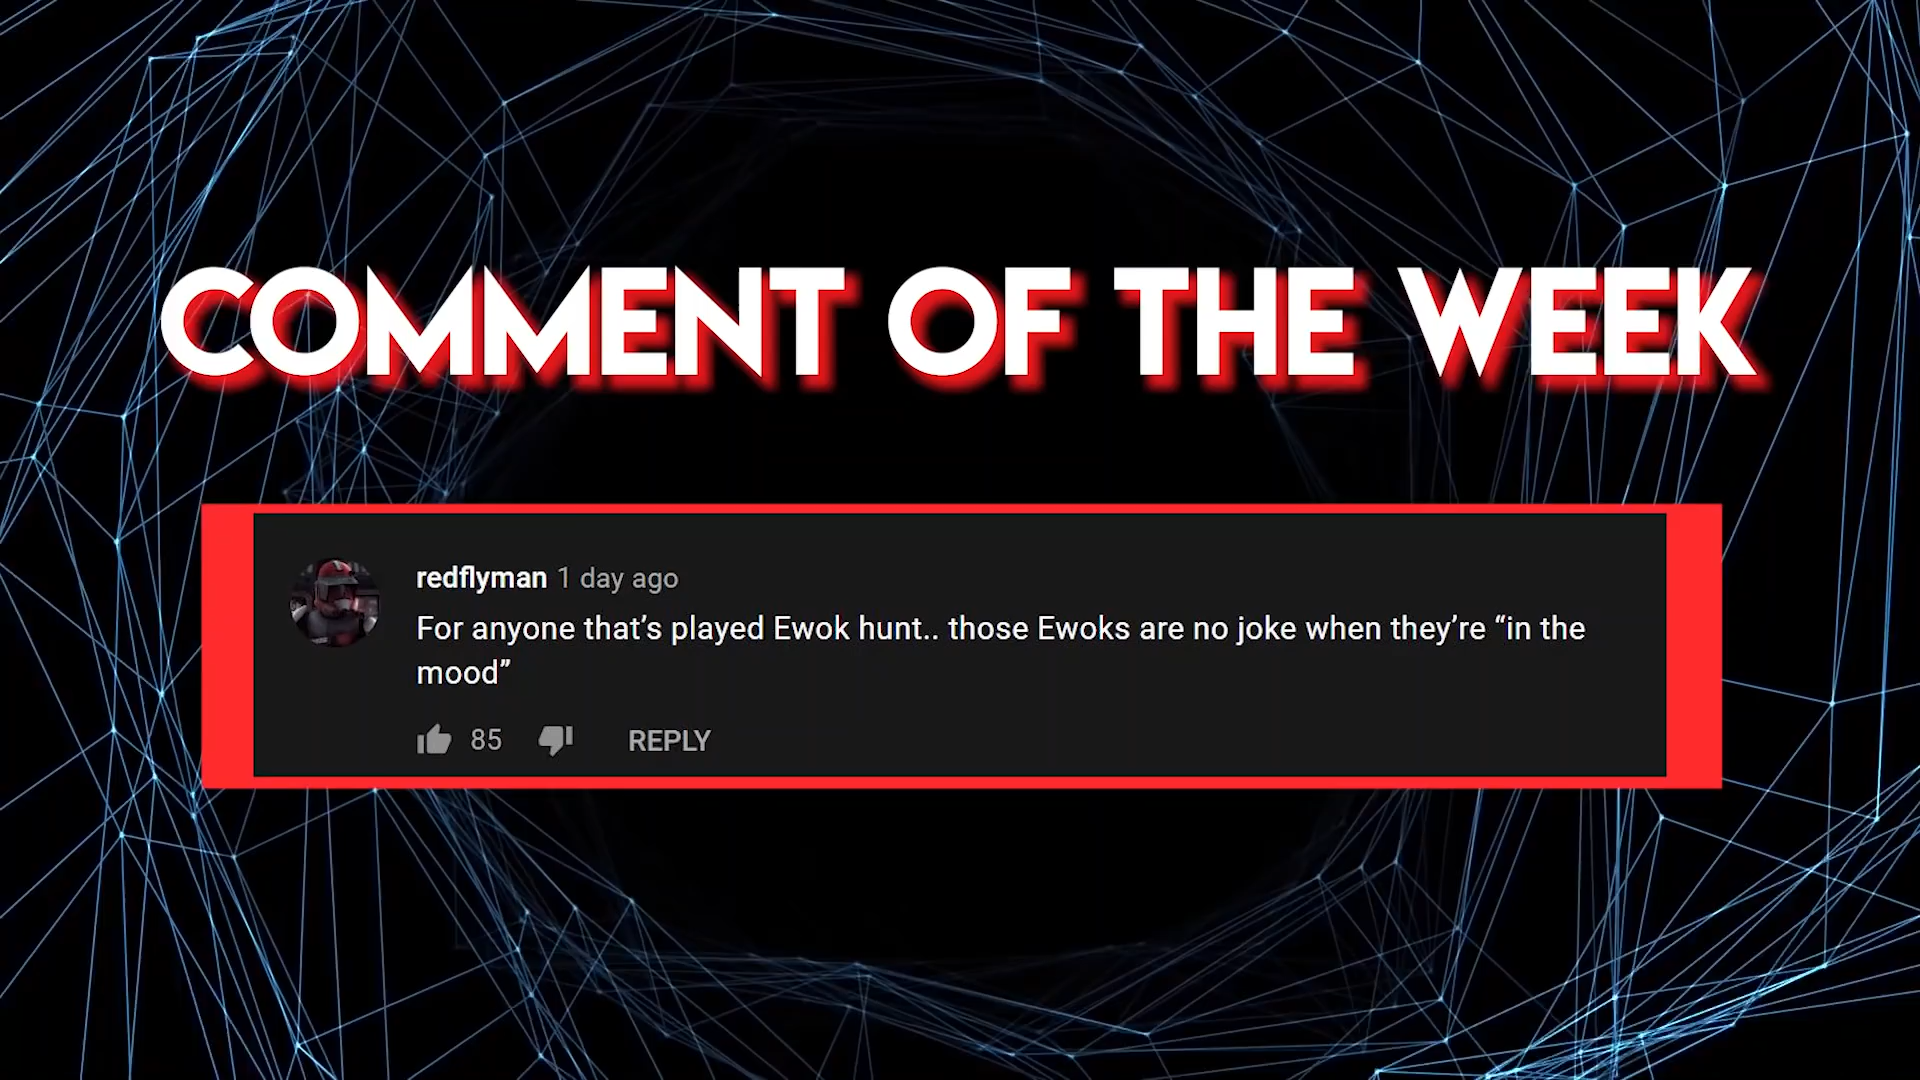 COMMENT OF THE WEEK
redflyman 1 day ago
For anyone that’s played Ewok hunt.. those Ewoks are no joke when they’re “in the
mood”
85 REPLY